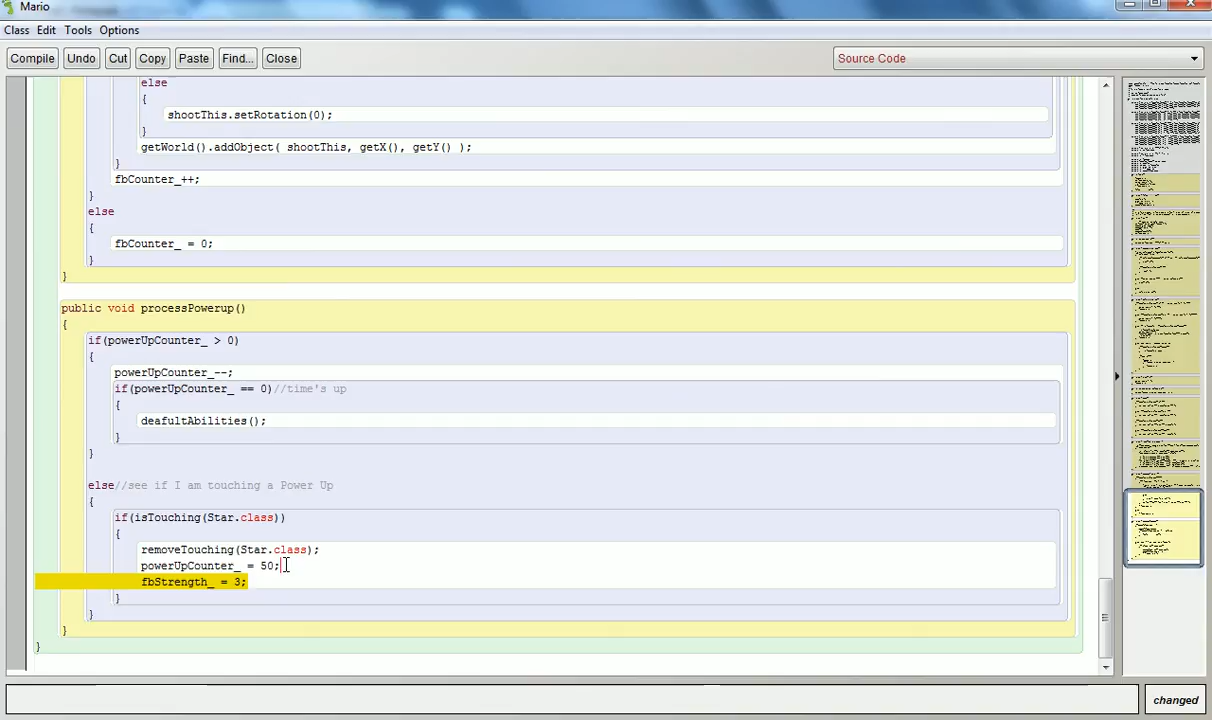 Mario
Class Edit Tools Options
Compile Undo Cut Copy Paste Find... Close Source Code
else
{
shootThis.setRotation(0);
}
getWorld().addObject( shootThis, getX(), getY() );
}
fbCounter_++;
}
else
{
fbCounter_ = 0;
}
}
public void processPowerup()
{
if(powerUpCounter_ > 0)
{
powerUpCounter_--;
if(powerUpCounter_ == 0)//time's up
{
deafultAbilities();
}
}
else//see if I am touching a Power Up
{
if(isTouching(Star.class))
{
removeTouching(Star.class);
powerUpCounter_ = 50;
fbStrength_ = 3;
}
}
}
}
changed